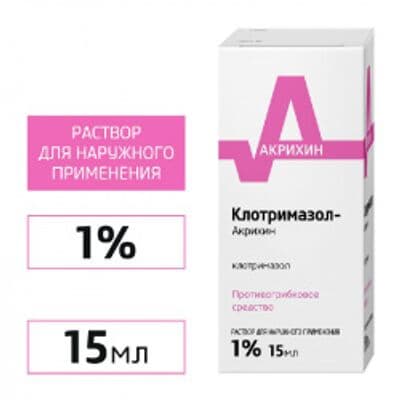 РАСТВОР
ДЛЯ НАРУЖНОГО
ПРИМЕНЕНИЯ
1%
15мл
АКРИХИН
Клотримазол-
Акрихин
клотримазол
Противогрибковое
средство
РАСТВОР ДЛЯ НАРУЖНОГО ПРИМЕНЕНИЯ
1% 15мл